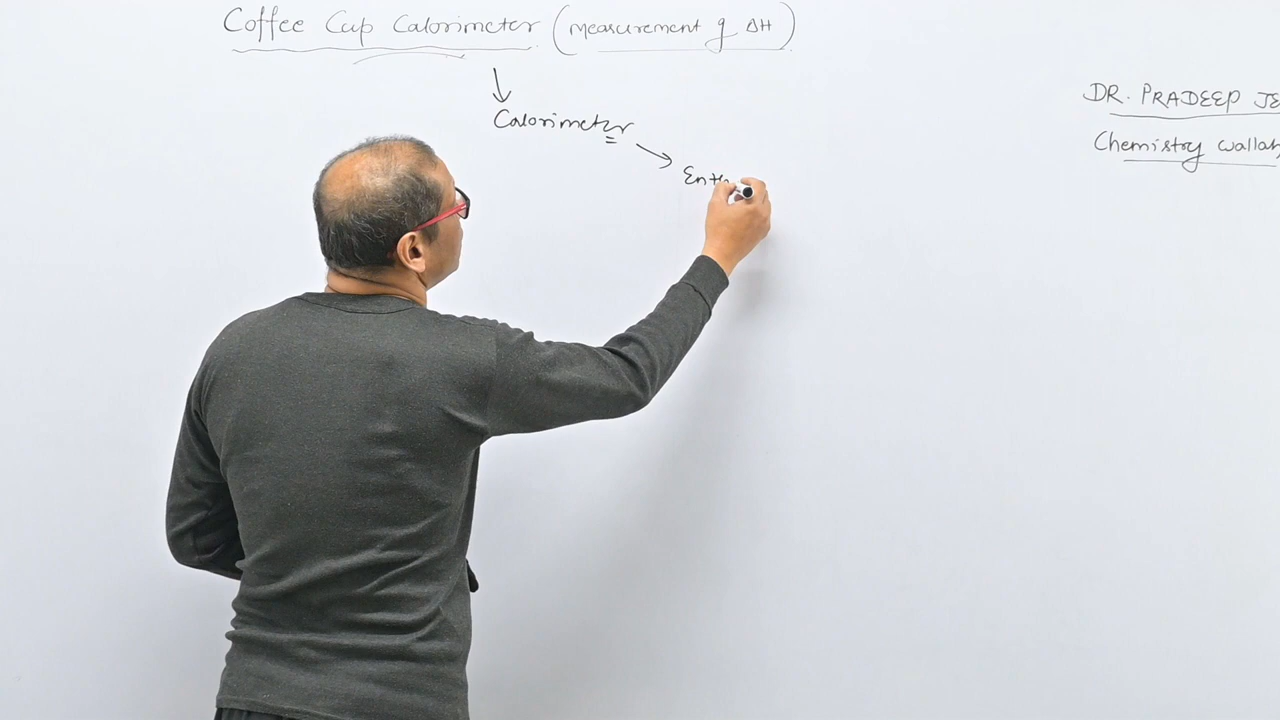 Coffee Cup Calorimeter (Measurement of ΔH)
Calorimeter
DR. PRADEEP
Chemistry